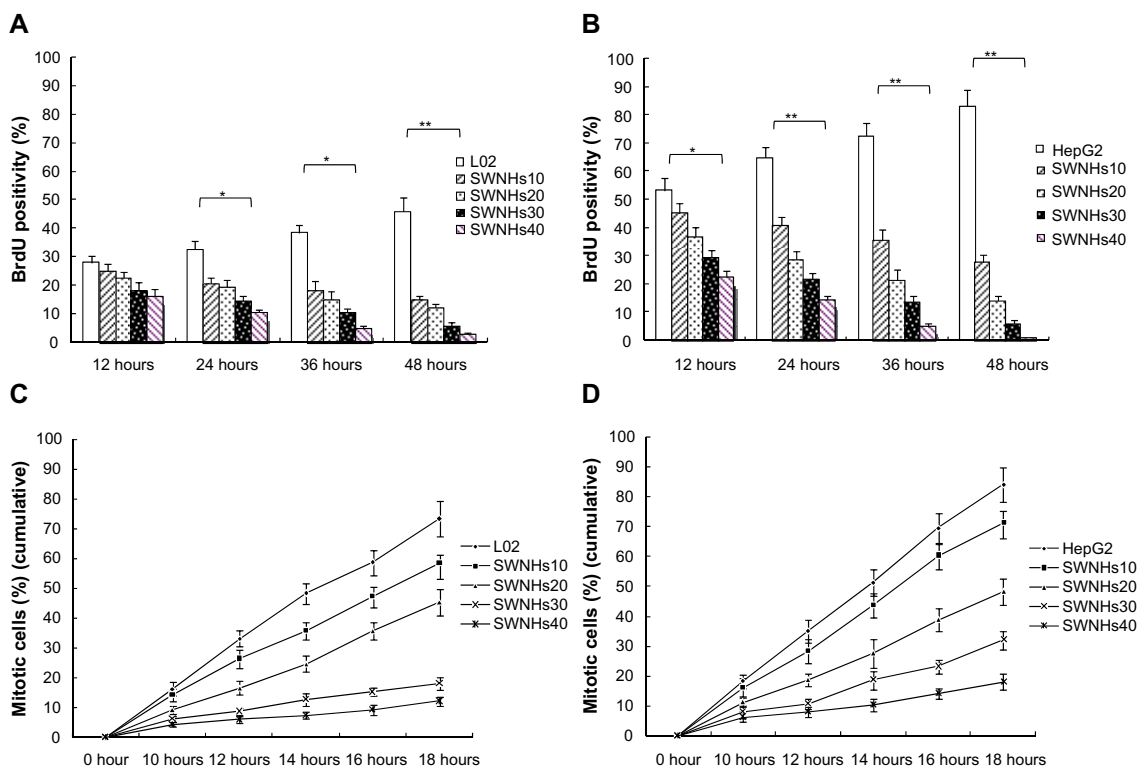 A
BrdU positivity (%)
100
90
80
70
60
50
40
30
20
10
0
*
*
**
12 hours
24 hours
36 hours
48 hours
L02
SWNHs10
SWNHs20
SWNHs30
SWNHs40
B
BrdU positivity (%)
100
90
80
70
60
50
40
30
20
10
0
*
**
**
**
12 hours
24 hours
36 hours
48 hours
HepG2
SWNHs10
SWNHs20
SWNHs30
SWNHs40
C
Mitotic cells (%) (cumulative)
100
90
80
70
60
50
40
30
20
10
0
0 hour
10 hours
12 hours
14 hours
16 hours
18 hours
L02
SWNHs10
SWNHs20
SWNHs30
SWNHs40
D
Mitotic cells (%) (cumulative)
100
90
80
70
60
50
40
30
20
10
0
0 hour
10 hours
12 hours
14 hours
16 hours
18 hours
HepG2
SWNHs10
SWNHs20
SWNHs30
SWNHs40